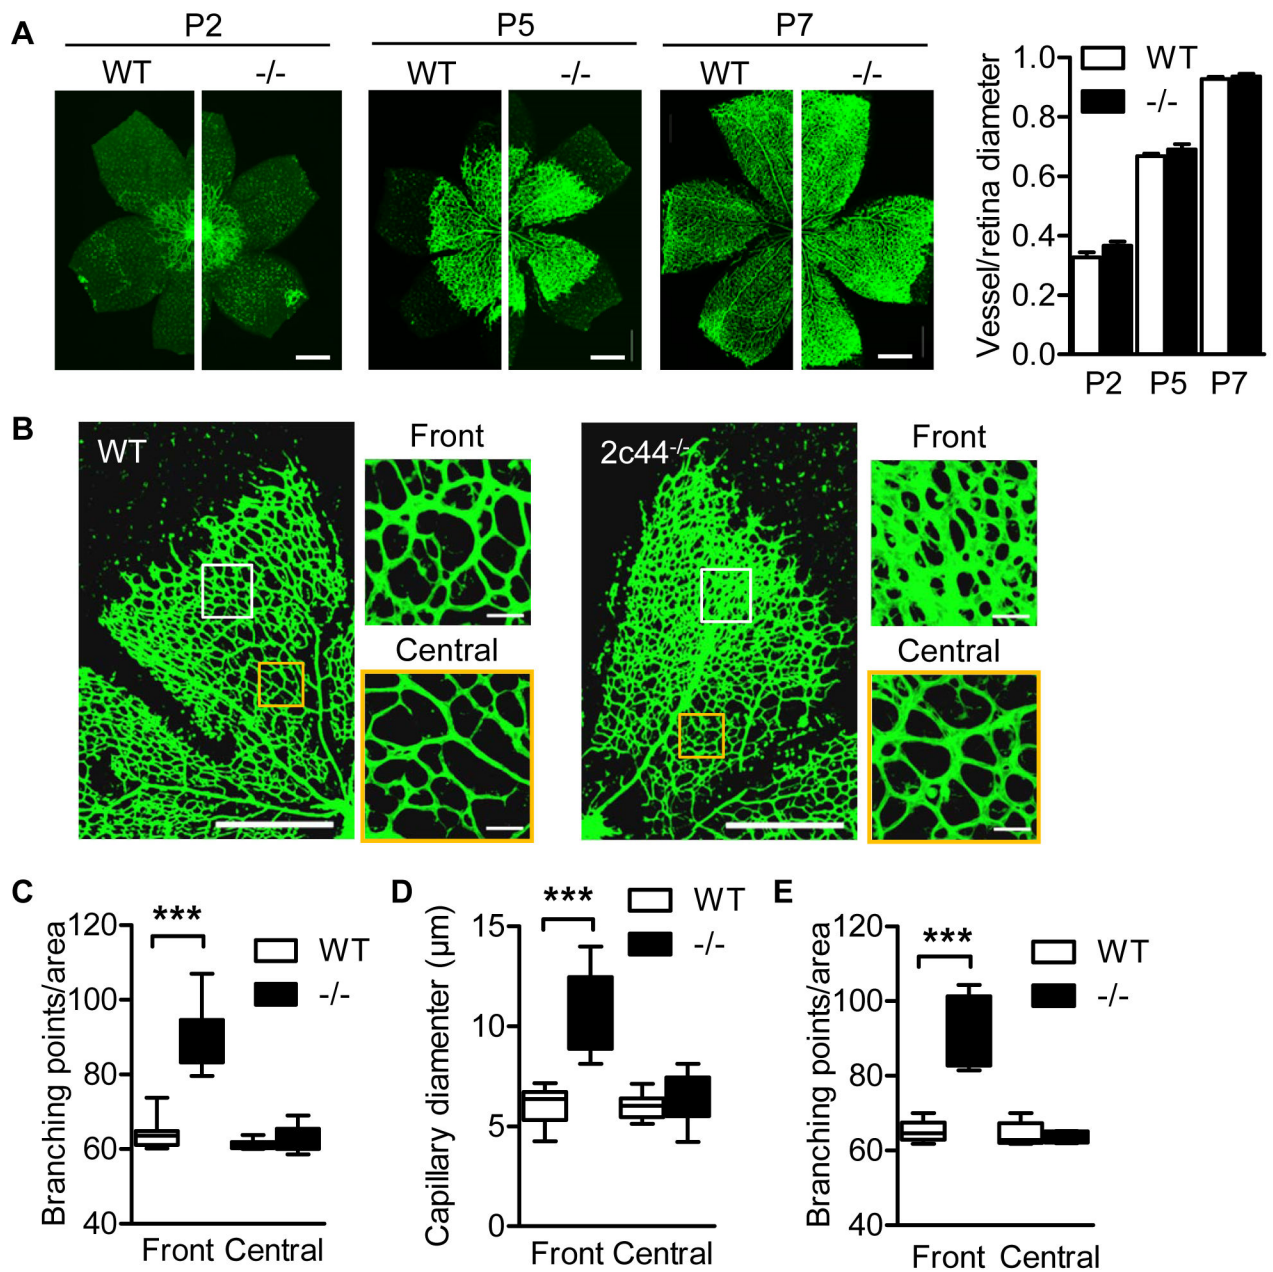 A
P2
P5
P7
WT -/- WT -/- WT -/-
Vessel/retina diameter
1.0
0.8
0.6
0.4
0.2
0.0
WT
-/-
P2 P5 P7
B
WT
Front
Central
2c44-/-
Front
Central
C
Branching points/area
120
100
80
60
40
***
WT
-/-
Front Central
D
Capillary diamenter (µm)
15
10
5
0
***
WT
-/-
Front Central
E
Branching points/area
120
100
80
60
40
***
WT
-/-
Front Central